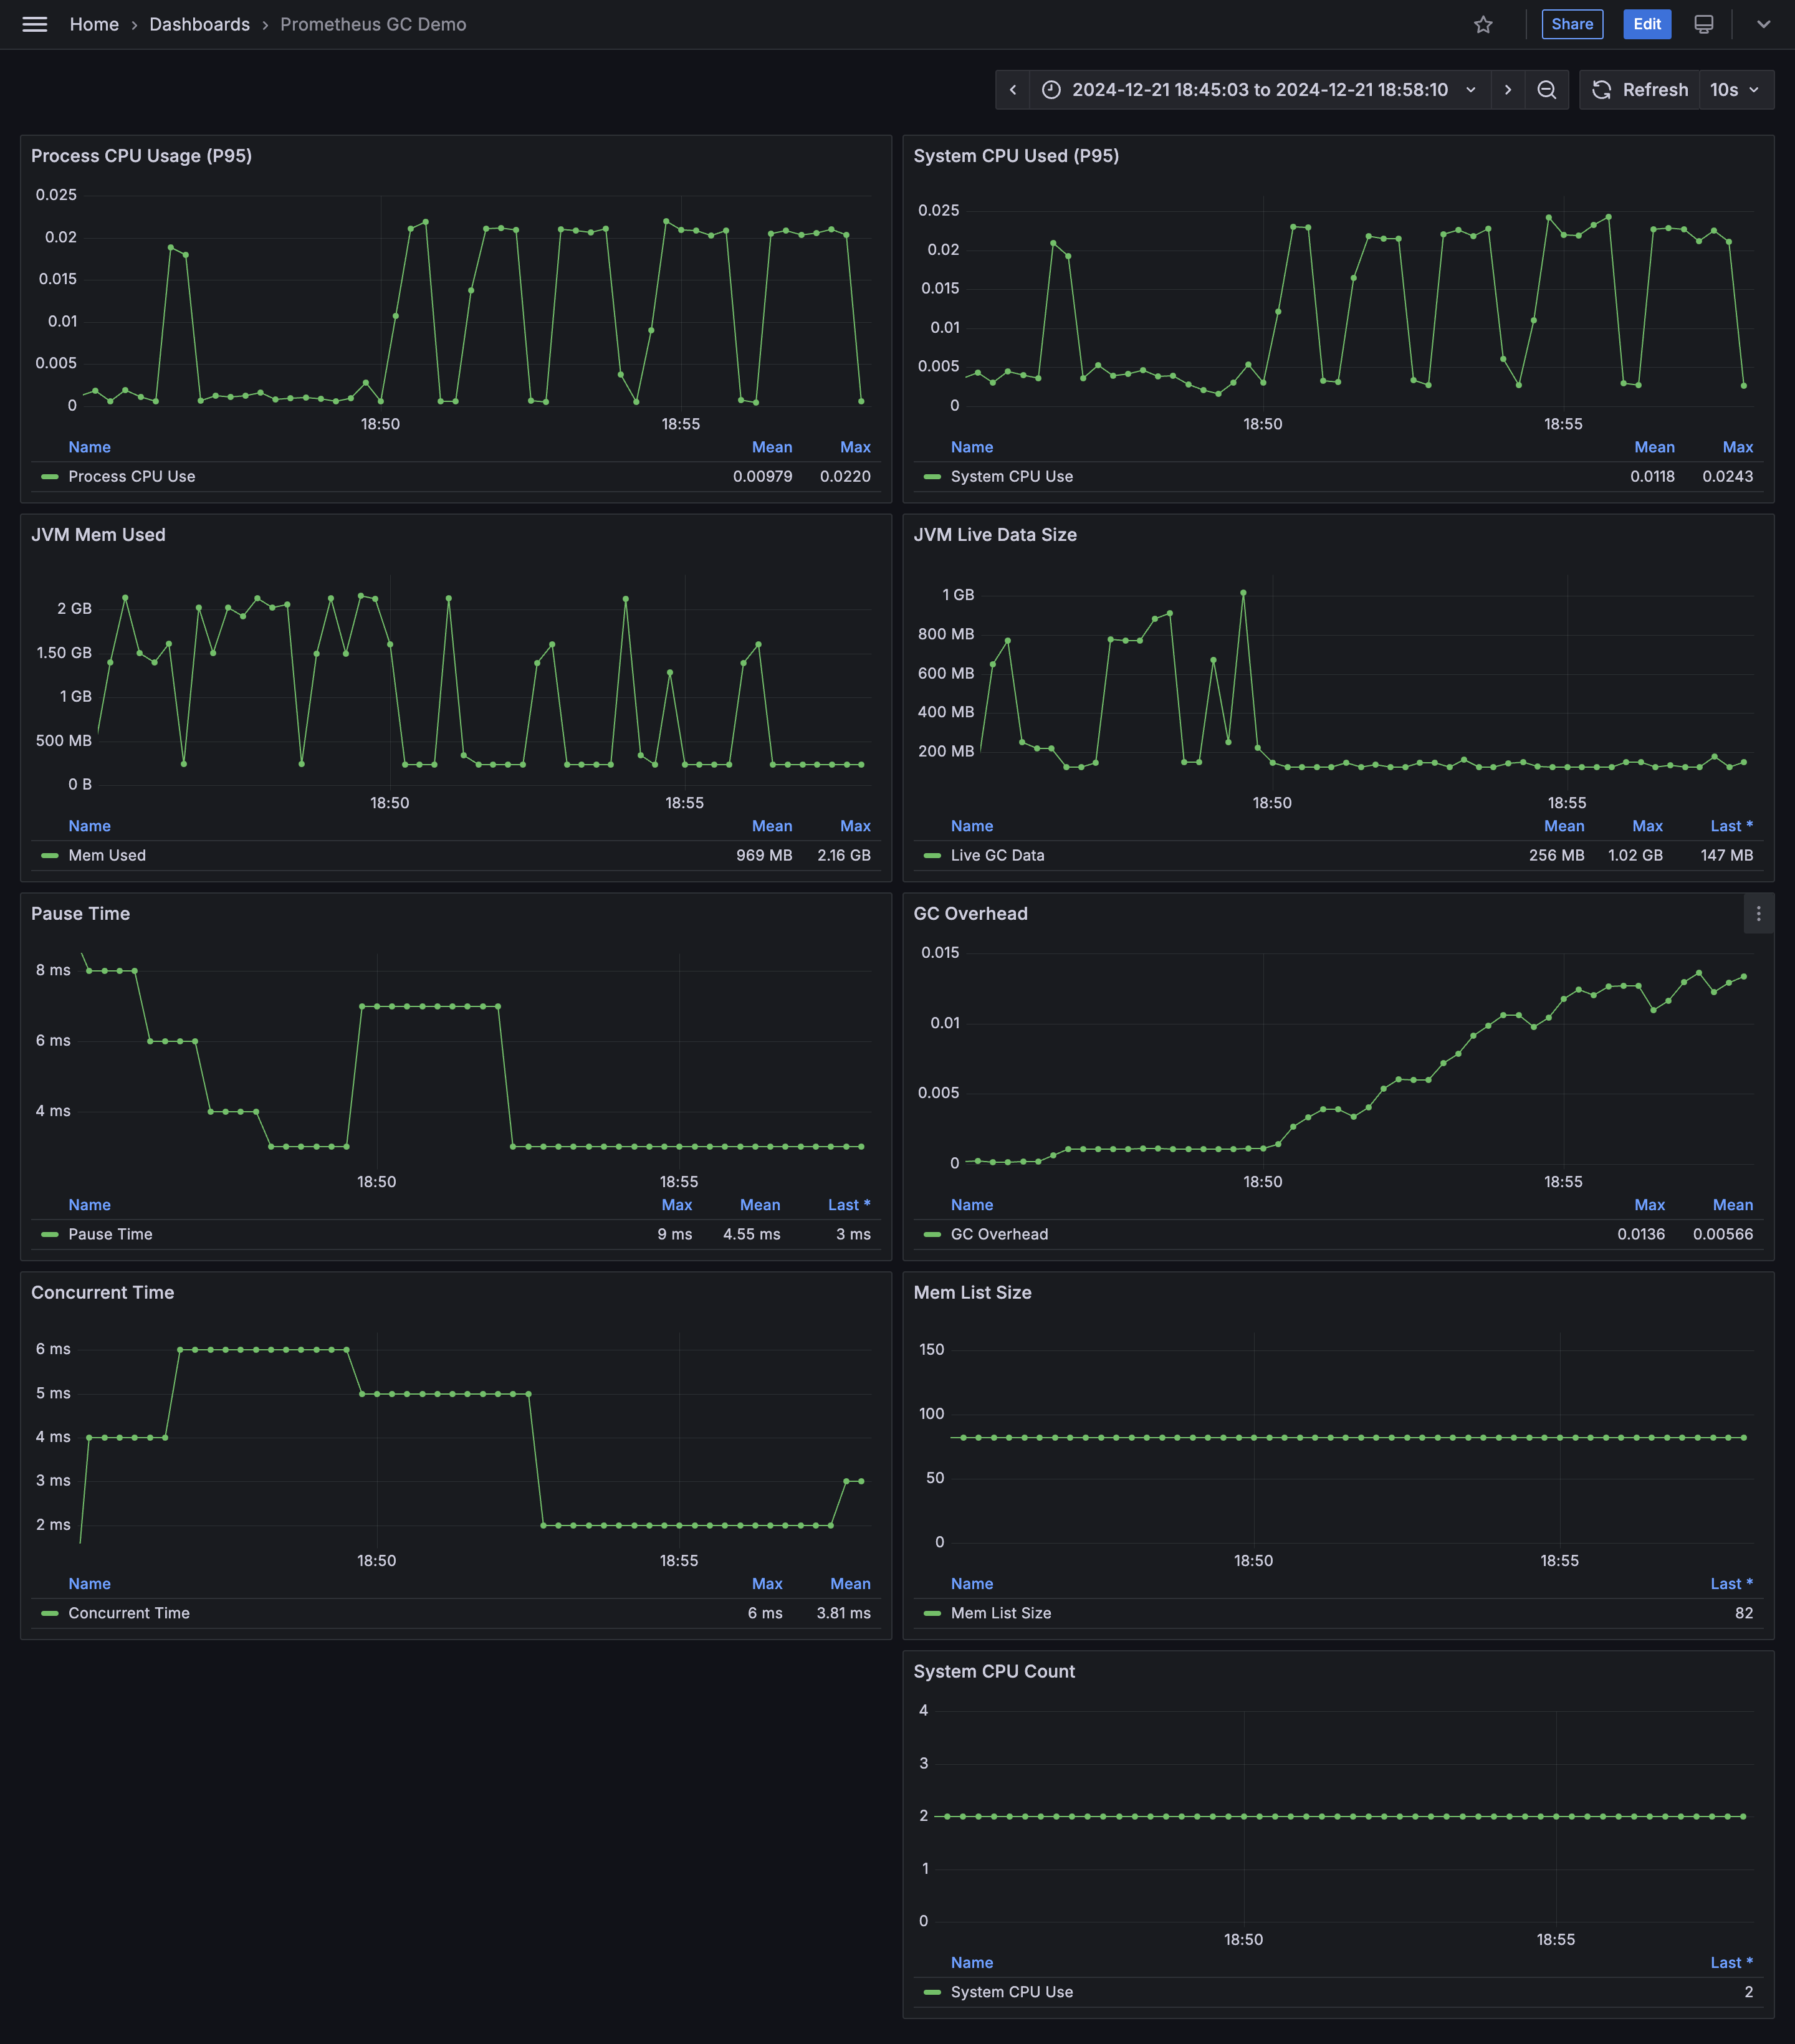 Home › Dashboards › Prometheus GC Demo
Share
Edit
2024-12-21 18:45:03 to 2024-12-21 18:58:10
Refresh
10s
Process CPU Usage (P95)
0.025
0.02
0.015
0.01
0.005
0
18:50 18:55
Name Mean Max
Process CPU Use 0.00979 0.0220
System CPU Used (P95)
0.025
0.02
0.015
0.01
0.005
0
18:50 18:55
Name Mean Max
System CPU Use 0.0118 0.0243
JVM Mem Used
2 GB
1.50 GB
1 GB
500 MB
0 B
18:50 18:55
Name Mean Max
Mem Used 969 MB 2.16 GB
JVM Live Data Size
1 GB
800 MB
600 MB
400 MB
200 MB
18:50 18:55
Name Mean Max Last *
Live GC Data 256 MB 1.02 GB 147 MB
Pause Time
8 ms
6 ms
4 ms
18:50 18:55
Name Max Mean Last *
Pause Time 9 ms 4.55 ms 3 ms
GC Overhead
0.015
0.01
0.005
0
18:50 18:55
Name Max Mean
GC Overhead 0.0136 0.00566
Concurrent Time
6 ms
5 ms
4 ms
3 ms
2 ms
18:50 18:55
Name Max Mean
Concurrent Time 6 ms 3.81 ms
Mem List Size
150
100
50
0
18:50 18:55
Name Last *
Mem List Size 82
System CPU Count
4
3
2
1
0
18:50 18:55
Name Last *
System CPU Use 2